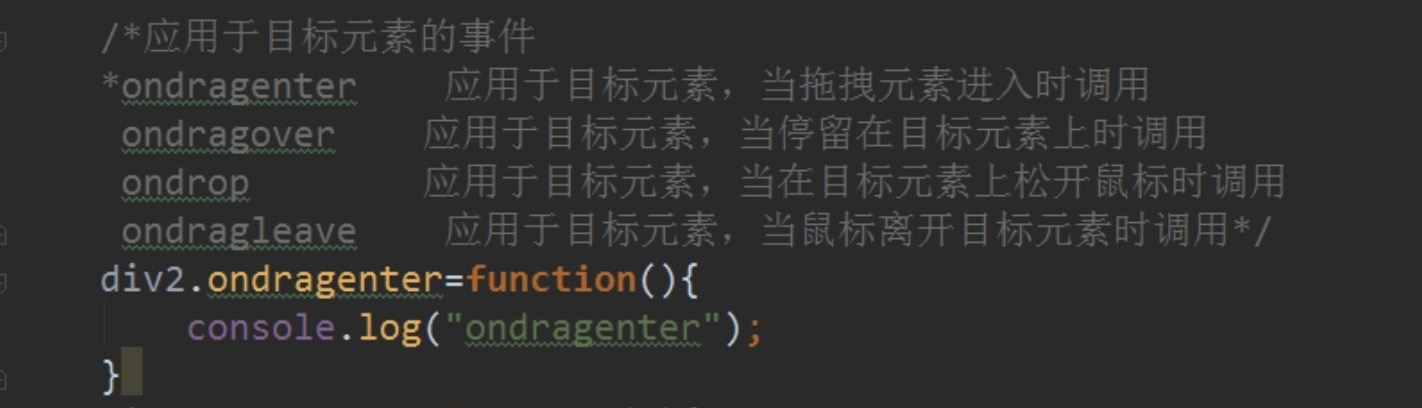 /*应用于目标元素的事件
*ondragenter 应用于目标元素，当拖拽元素进入时调用
ondragover 应用于目标元素，当停留在目标元素上时调用
ondrop 应用于目标元素，当在目标元素上松开鼠标时调用
ondragleave 应用于目标元素，当鼠标离开目标元素时调用*/
div2.ondragenter=function(){
console.log("ondragenter");
}